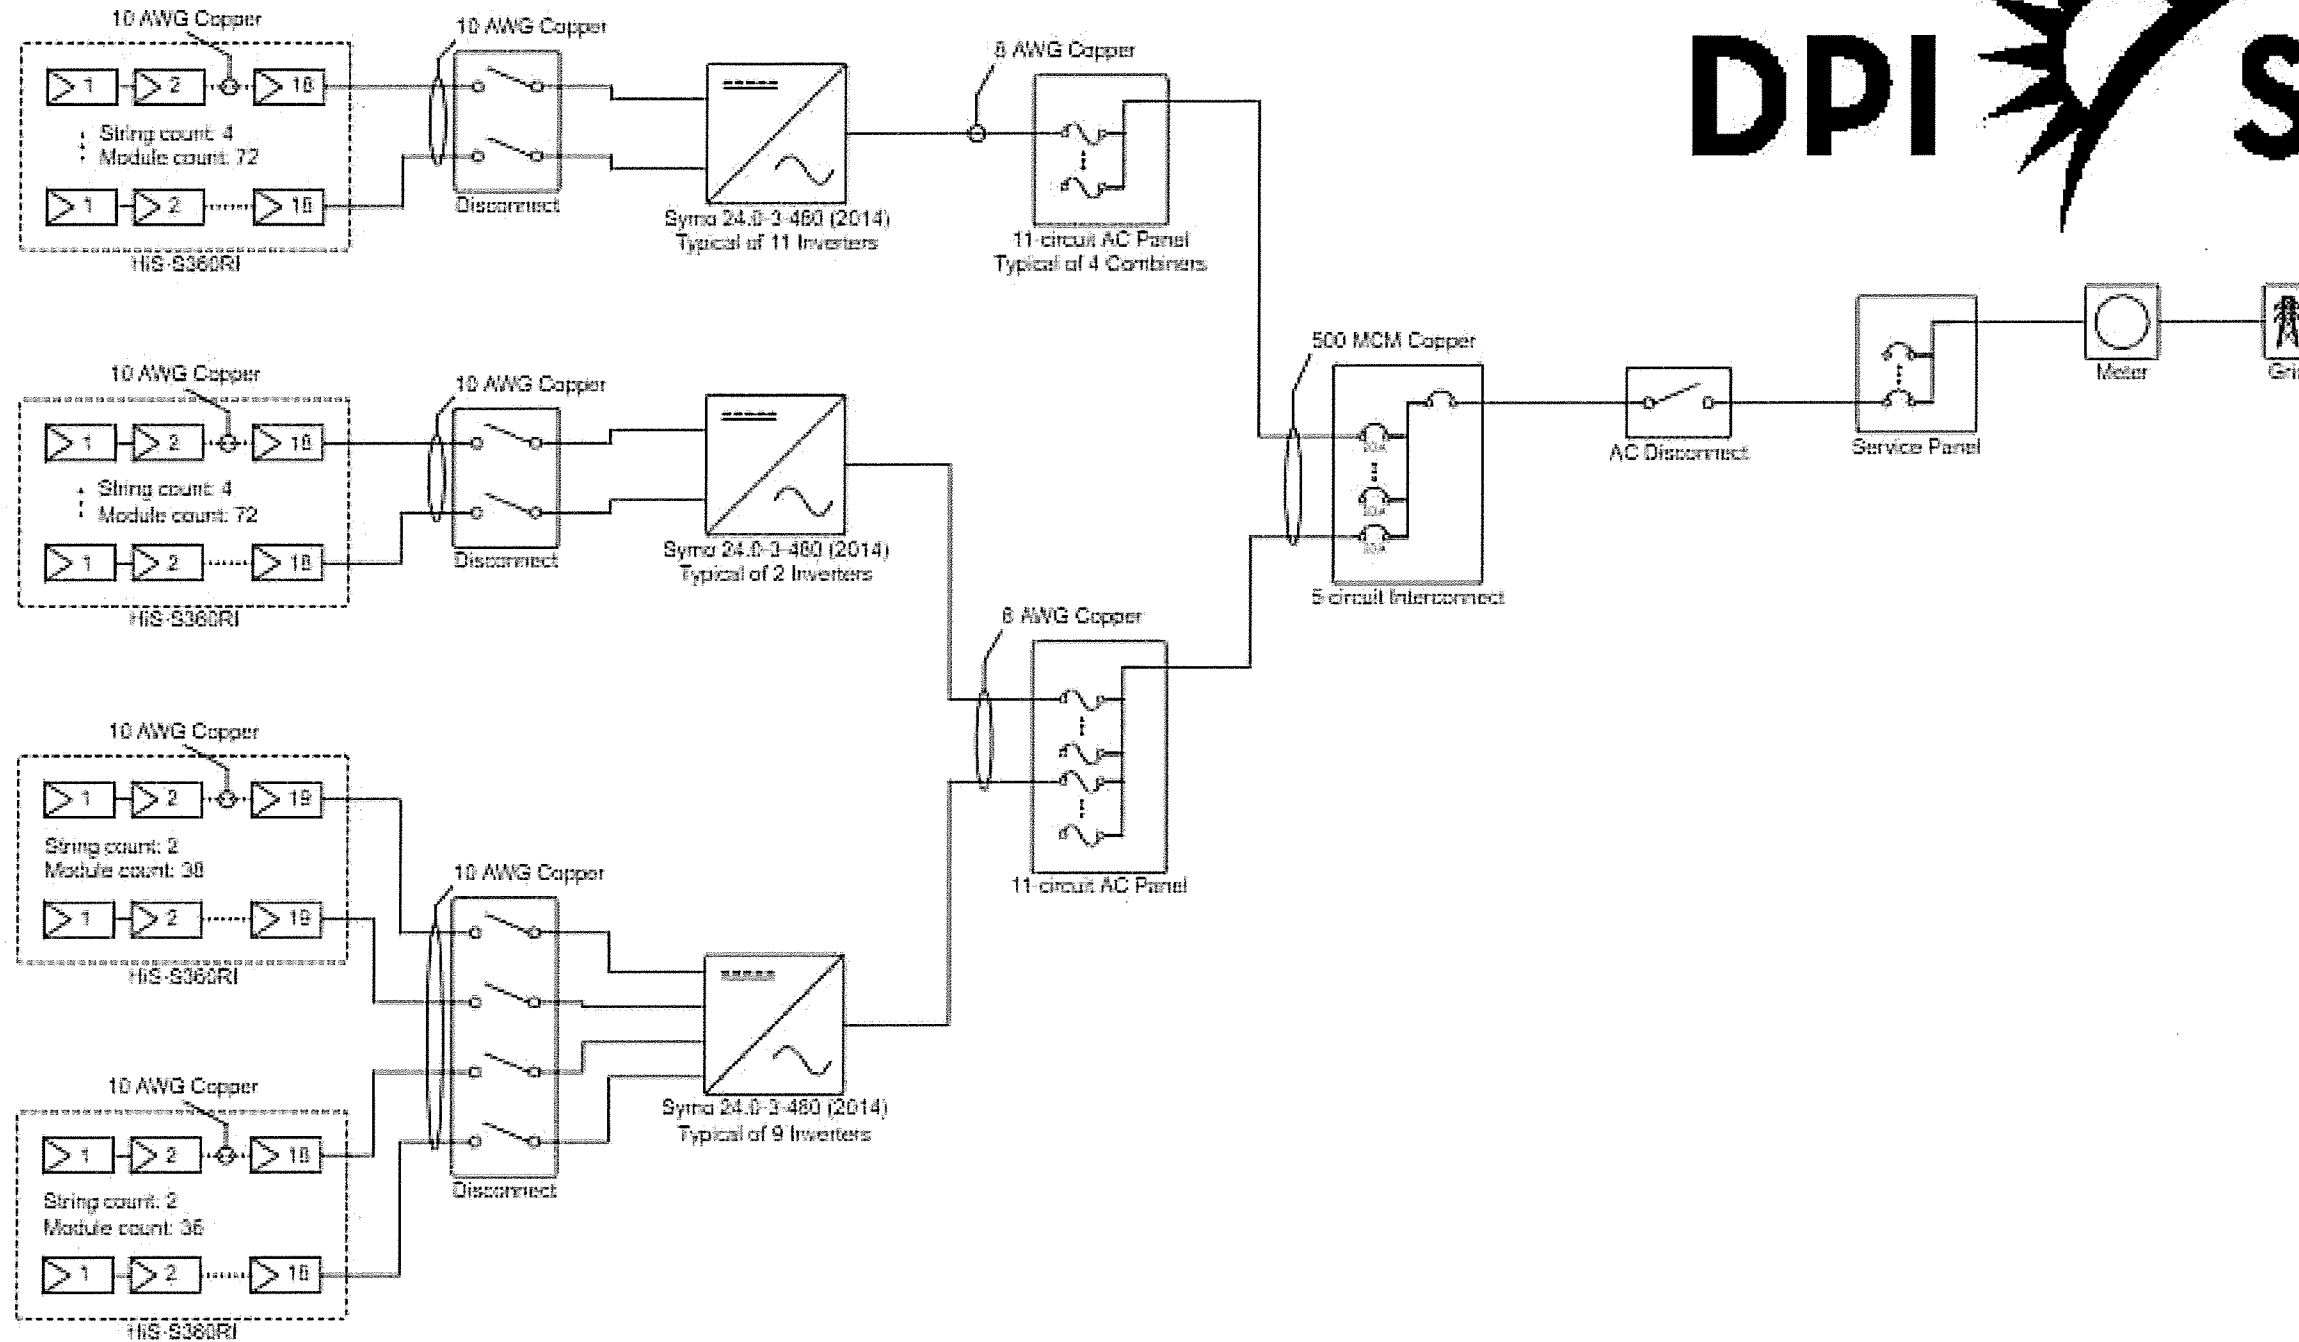 DPI S
10 AWG Copper
1 2 18
String count: 4
Module count: 72
1 2 18
HiS-S360RI
10 AWG Copper
Disconnect
Symo 24.0-3-480 (2014)
Typical of 11 Inverters
6 AWG Copper
11-circuit AC Panel
Typical of 4 Combiners
10 AWG Copper
1 2 18
String count: 4
Module count: 72
1 2 18
HiS-S360RI
10 AWG Copper
Disconnect
Symo 24.0-3-480 (2014)
Typical of 2 Inverters
10 AWG Copper
1 2 19
String count: 2
Module count: 38
1 2 19
HiS-S360RI
10 AWG Copper
1 2 18
String count: 2
Module count: 36
1 2 18
HiS-S360RI
10 AWG Copper
Disconnect
Symo 24.0-3-480 (2014)
Typical of 9 Inverters
6 AWG Copper
11-circuit AC Panel
500 MCM Copper
5-circuit Interconnect
AC Disconnect
Service Panel
Meter
Gri